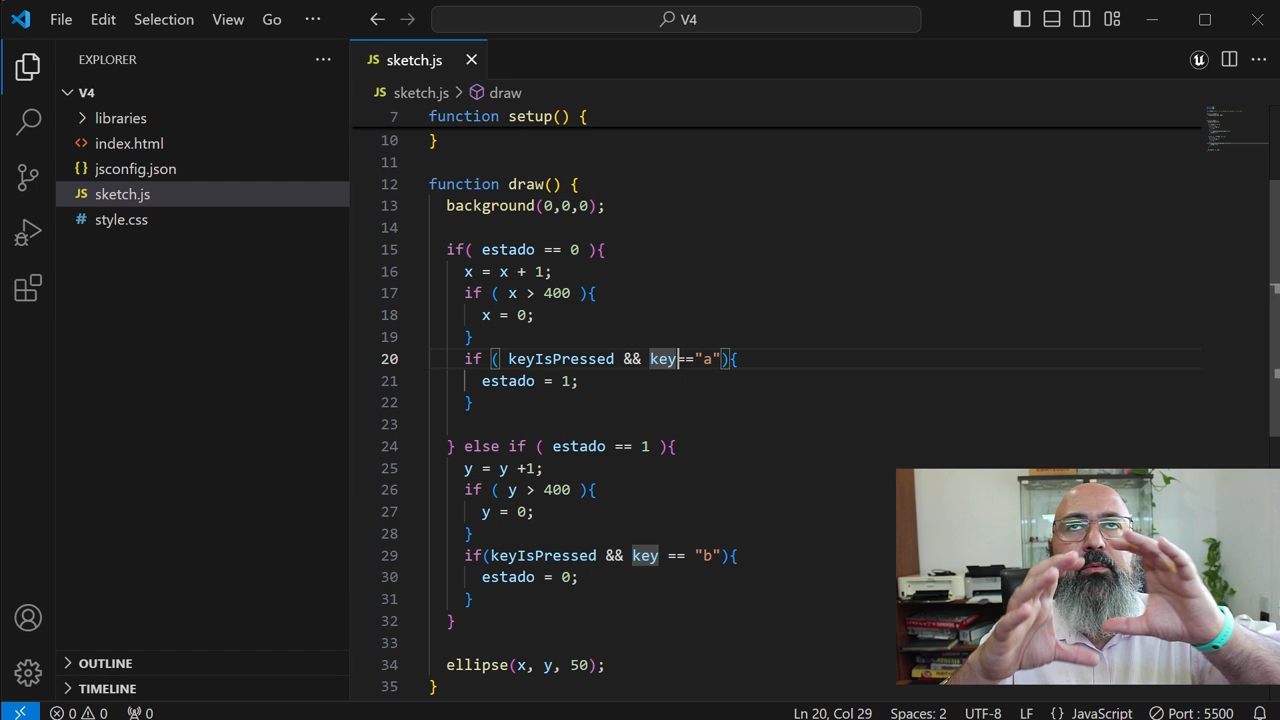 File Edit Selection View Go ··· V4
EXPLORER ···
V4
libraries
index.html
jsconfig.json
sketch.js
style.css
OUTLINE
TIMELINE
JS sketch.js
JS sketch.js > draw
7 function setup() {
10 }
11
12 function draw() {
13 background(0,0,0);
14
15 if( estado == 0 ){
16 x = x + 1;
17 if ( x > 400 ){
18 x = 0;
19 }
20 if ( keyIsPressed && key=="a"){
21 estado = 1;
22 }
23
24 } else if ( estado == 1 ){
25 y = y +1;
26 if ( y > 400 ){
27 y = 0;
28 }
29 if(keyIsPressed && key == "b"){
30 estado = 0;
31 }
32 }
33
34 ellipse(x, y, 50);
35 }
0 0 0 Ln 20, Col 29 Spaces: 2 UTF-8 LF {} JavaScript Port : 5500